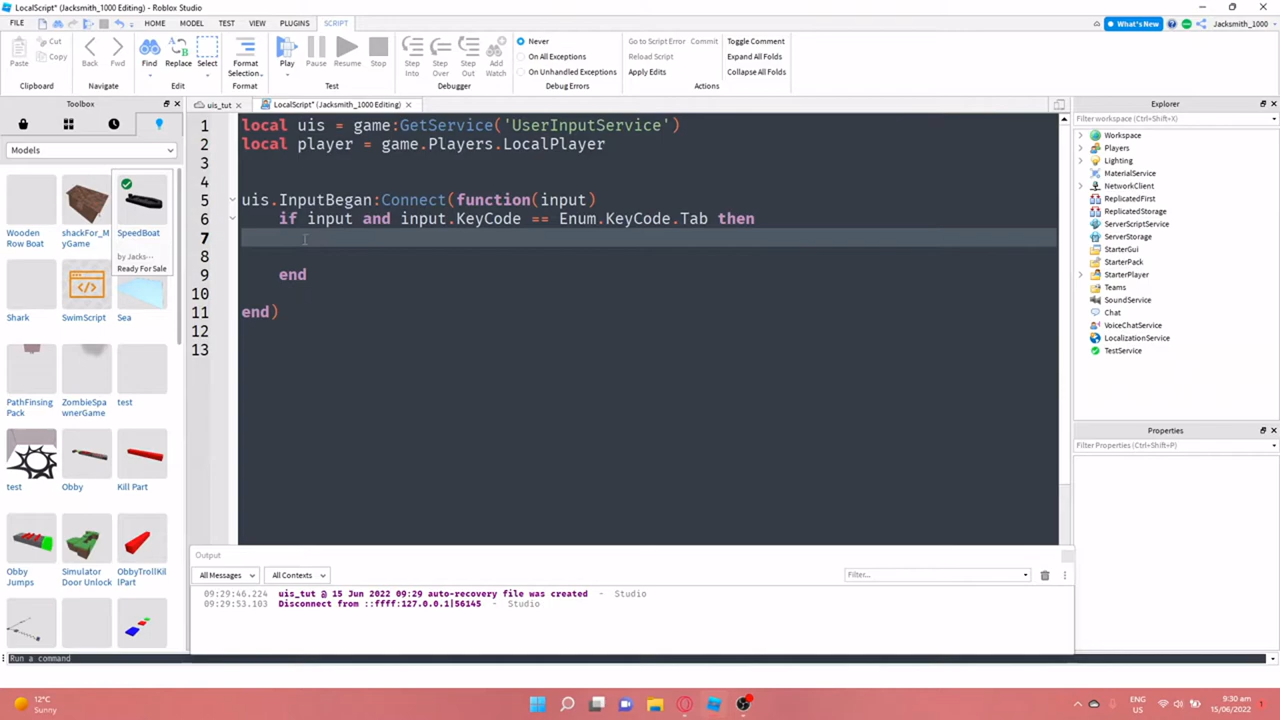 LocalScript* (Jacksmith_1000 Editing) - Roblox Studio
FILE HOME MODEL TEST VIEW PLUGINS SCRIPT What's New Jacksmith_1000
Paste Cut Copy Back Fwd Find Replace Select Format Selection Play Pause Resume Stop Step Into Step Over Step Out Add Watch Never On All Exceptions On Unhandled Exceptions Go to Script Error Commit Reload Script Apply Edits Toggle Comment Expand All Folds Collapse All Folds
Clipboard Navigate Edit Format Test Debugger Debug Errors Actions
Toolbox
Models
Wooden Row Boat
shackFor_MyGame
SpeedBoat
by Jacks···
Ready For Sale
Shark SwimScript Sea
PathFinsing Pack
ZombieSpawnerGame
test
test Obby Kill Part
Obby Jumps
Simulator Door Unlock
ObbyTrollKillPart
uis_tut LocalScript* (Jacksmith_1000 Editing)
1 local uis = game:GetService('UserInputService')
2 local player = game.Players.LocalPlayer
3
4
5 uis.InputBegan:Connect(function(input)
6 if input and input.KeyCode == Enum.KeyCode.Tab then
7
8
9 end
10
11 end)
12
13
Output
All Messages All Contexts Filter...
09:29:46.224 uis_tut @ 15 Jun 2022 09:29 auto-recovery file was created - Studio
09:29:53.103 Disconnect from ::ffff:127.0.0.1|56145 - Studio
Explorer
Filter workspace (Ctrl+Shift+X)
Workspace
Players
Lighting
MaterialService
NetworkClient
ReplicatedFirst
ReplicatedStorage
ServerScriptService
ServerStorage
StarterGui
StarterPack
StarterPlayer
Teams
SoundService
Chat
VoiceChatService
LocalizationService
TestService
Properties
Filter Properties (Ctrl+Shift+P)
Run a command
12°C
Sunny
ENG
US
9:30 am
15/06/2022